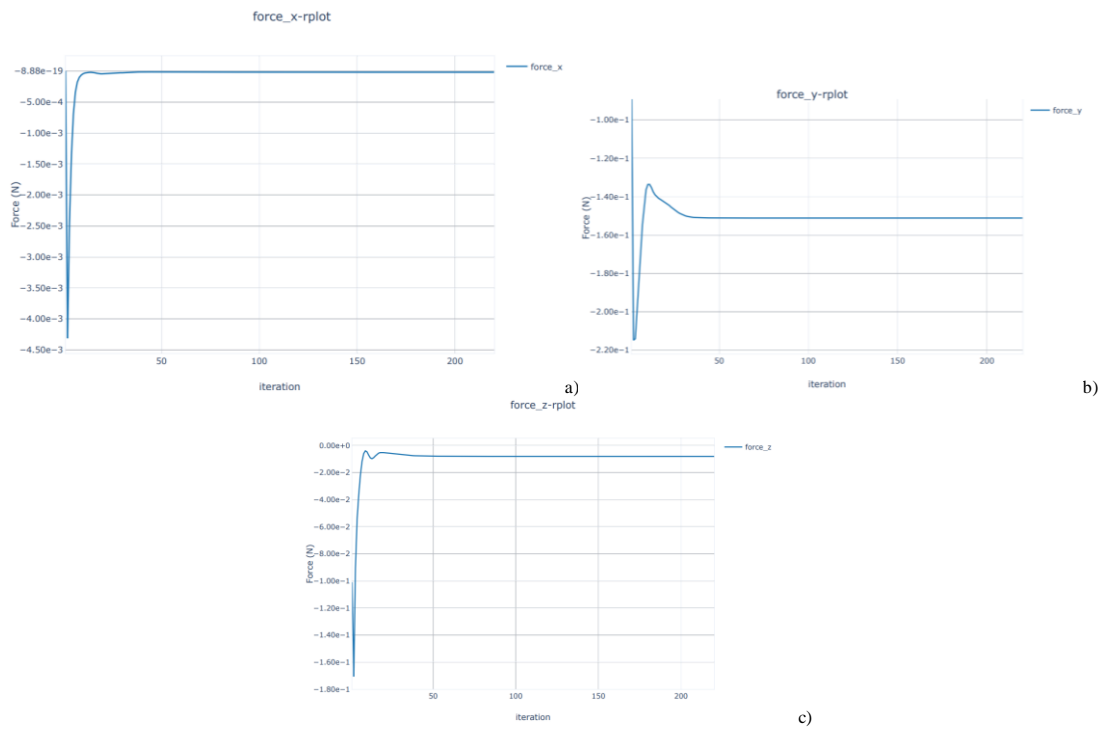 force_x-rplot
−8.88e−19
−5.00e−4
−1.00e−3
−1.50e−3
−2.00e−3
−2.50e−3
−3.00e−3
−3.50e−3
−4.00e−3
−4.50e−3
Force (N)
50 100 150 200
iteration
force_x
a)
force_y-rplot
−1.00e−1
−1.20e−1
−1.40e−1
−1.60e−1
−1.80e−1
−2.00e−1
−2.20e−1
Force (N)
50 100 150 200
iteration
force_y
b)
force_z-rplot
0.00e+0
−2.00e−2
−4.00e−2
−6.00e−2
−8.00e−2
−1.00e−1
−1.20e−1
−1.40e−1
−1.60e−1
−1.80e−1
Force (N)
50 100 150 200
iteration
force_z
c)